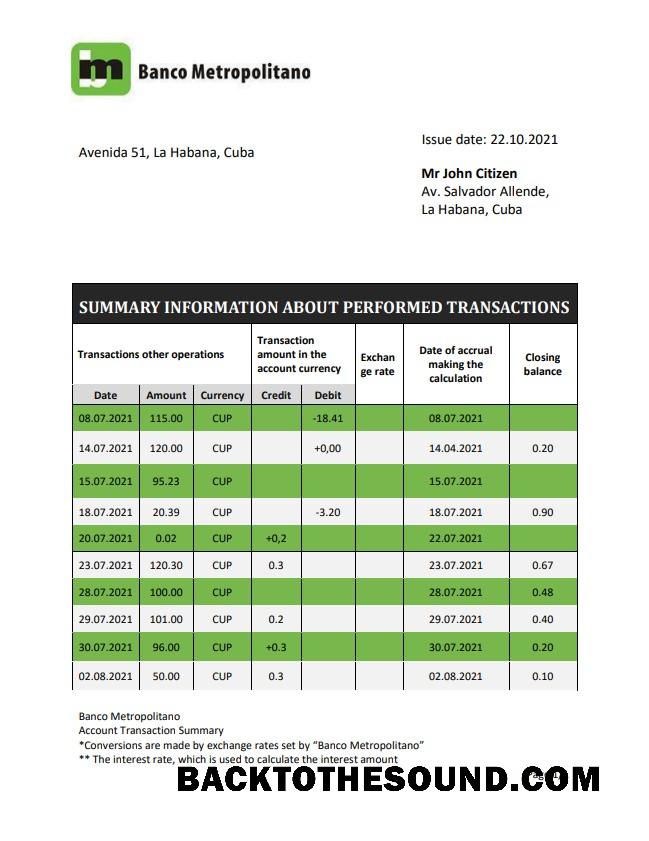 bm Banco Metropolitano
Issue date: 22.10.2021
Avenida 51, La Habana, Cuba
Mr John Citizen
Av. Salvador Allende,
La Habana, Cuba
SUMMARY INFORMATION ABOUT PERFORMED TRANSACTIONS
Transactions other operations
Transaction
amount in the
account currency
Exchan
ge rate
Date of accrual
making the
calculation
Closing
balance
Date Amount Currency Credit Debit
08.07.2021 115.00 CUP -18.41 08.07.2021
14.07.2021 120.00 CUP +0,00 14.04.2021 0.20
15.07.2021 95.23 CUP 15.07.2021
18.07.2021 20.39 CUP -3.20 18.07.2021 0.90
20.07.2021 0.02 CUP +0,2 22.07.2021
23.07.2021 120.30 CUP 0.3 23.07.2021 0.67
28.07.2021 100.00 CUP 28.07.2021 0.48
29.07.2021 101.00 CUP 0.2 29.07.2021 0.40
30.07.2021 96.00 CUP +0.3 30.07.2021 0.20
02.08.2021 50.00 CUP 0.3 02.08.2021 0.10
Banco Metropolitano
Account Transaction Summary
*Conversions are made by exchange rates set by “Banco Metropolitano”
** The interest rate, which is used to calculate the interest amount
BACKTOTHESOUND.COM